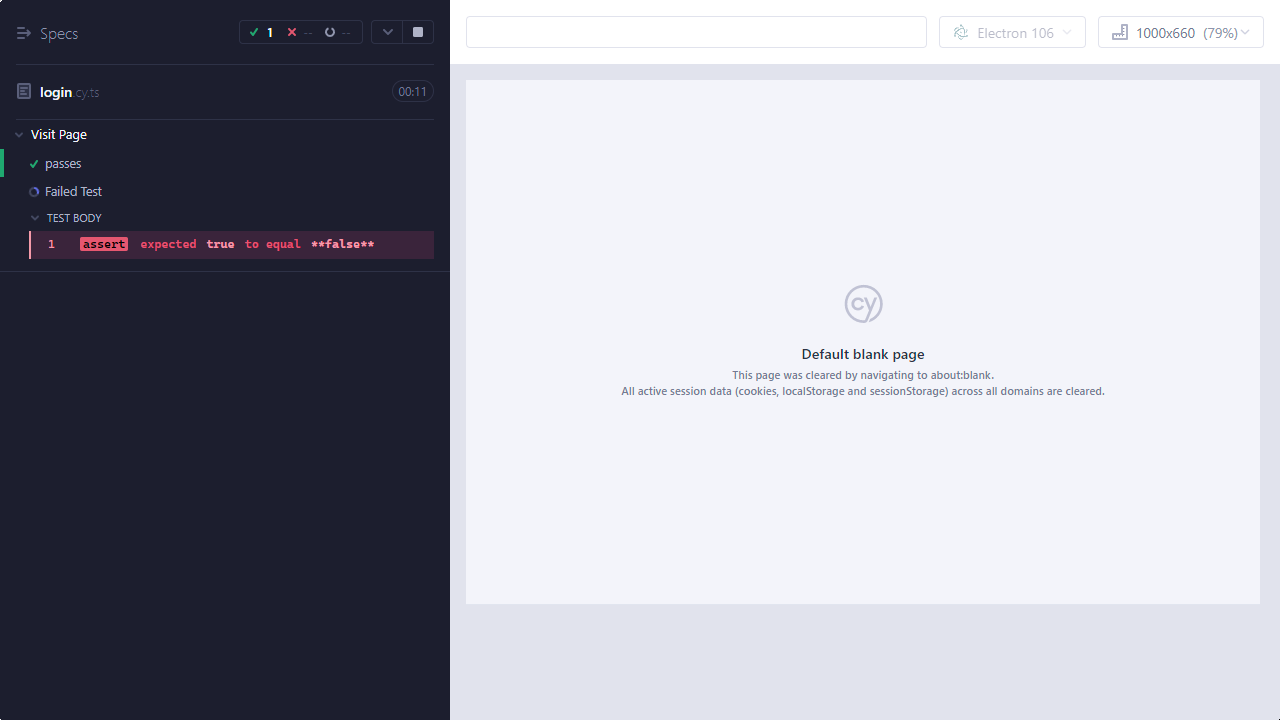 Specs
1 -- --
login.cy.ts
00:11
Visit Page
passes
Failed Test
TEST BODY
1 assert expected true to equal **false**
Electron 106
1000x660 (79%)
cy
Default blank page
This page was cleared by navigating to about:blank.
All active session data (cookies, localStorage and sessionStorage) across all domains are cleared.